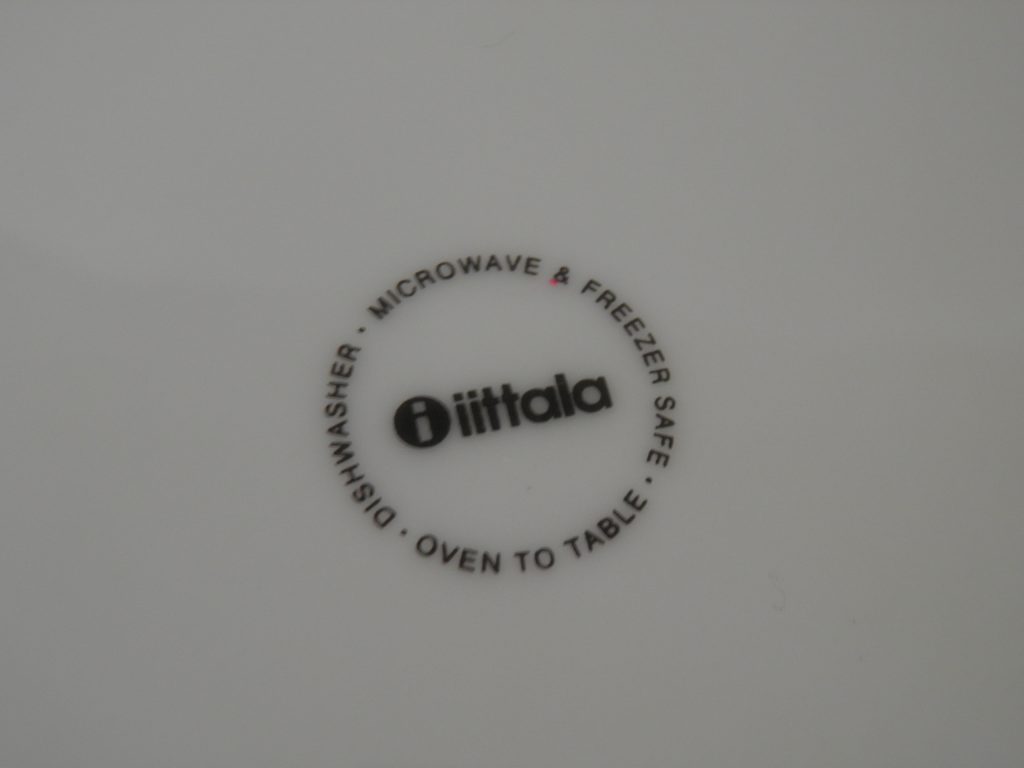 DISHWASHER · MICROWAVE & FREEZER SAFE ·
i iittala
OVEN TO TABLE ·